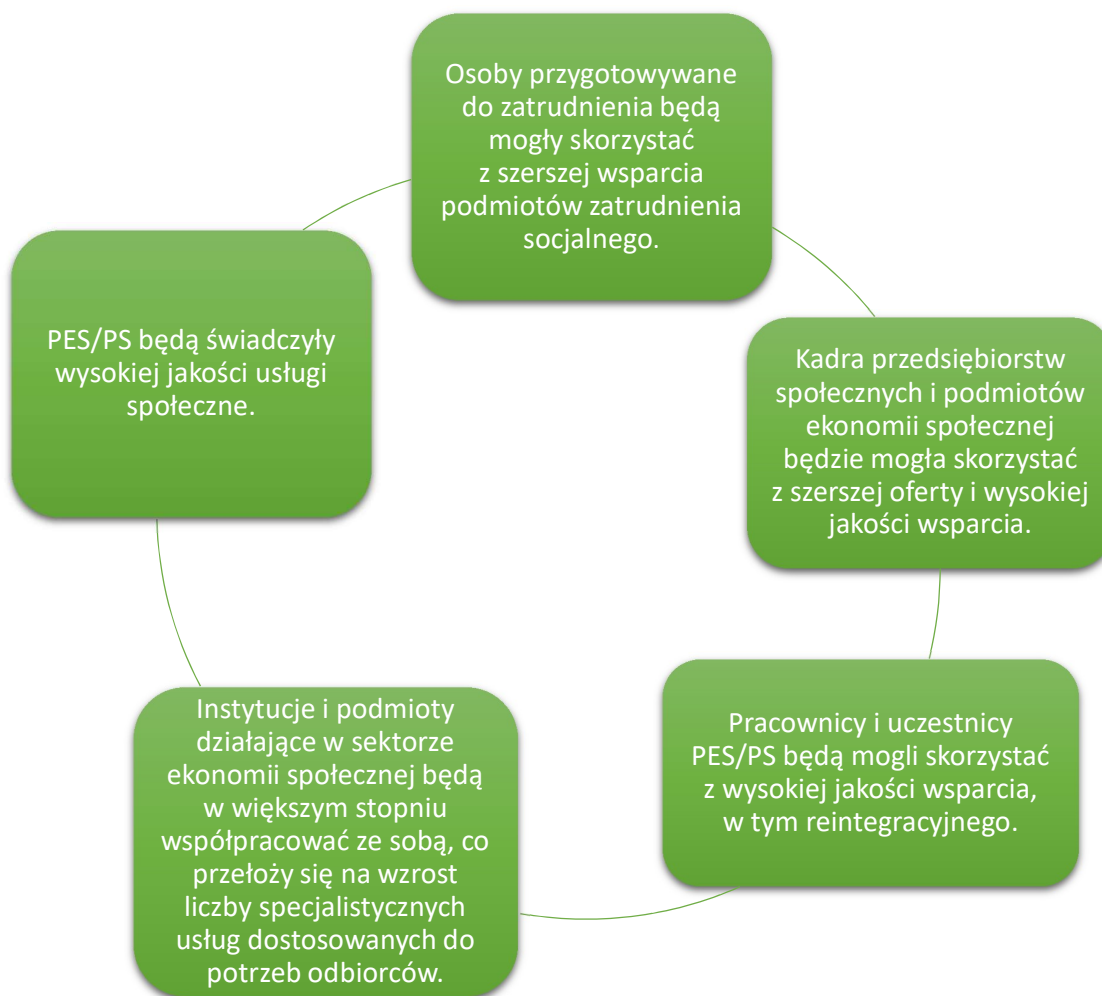 Osoby przygotowywane
do zatrudnienia będą
mogły skorzystać
z szerszej wsparcia
podmiotów zatrudnienia
socjalnego.
Kadra przedsiębiorstw
społecznych i podmiotów
ekonomii społecznej
będzie mogła skorzystać
z szerszej oferty i wysokiej
jakości wsparcia.
Pracownicy i uczestnicy
PES/PS będą mogli skorzystać
z wysokiej jakości wsparcia,
w tym reintegracyjnego.
Instytucje i podmioty
działające w sektorze
ekonomii społecznej będą
w większym stopniu
współpracować ze sobą, co
przełoży się na wzrost
liczby specjalistycznych
usług dostosowanych do
potrzeb odbiorców.
PES/PS będą świadczyły
wysokiej jakości usługi
społeczne.